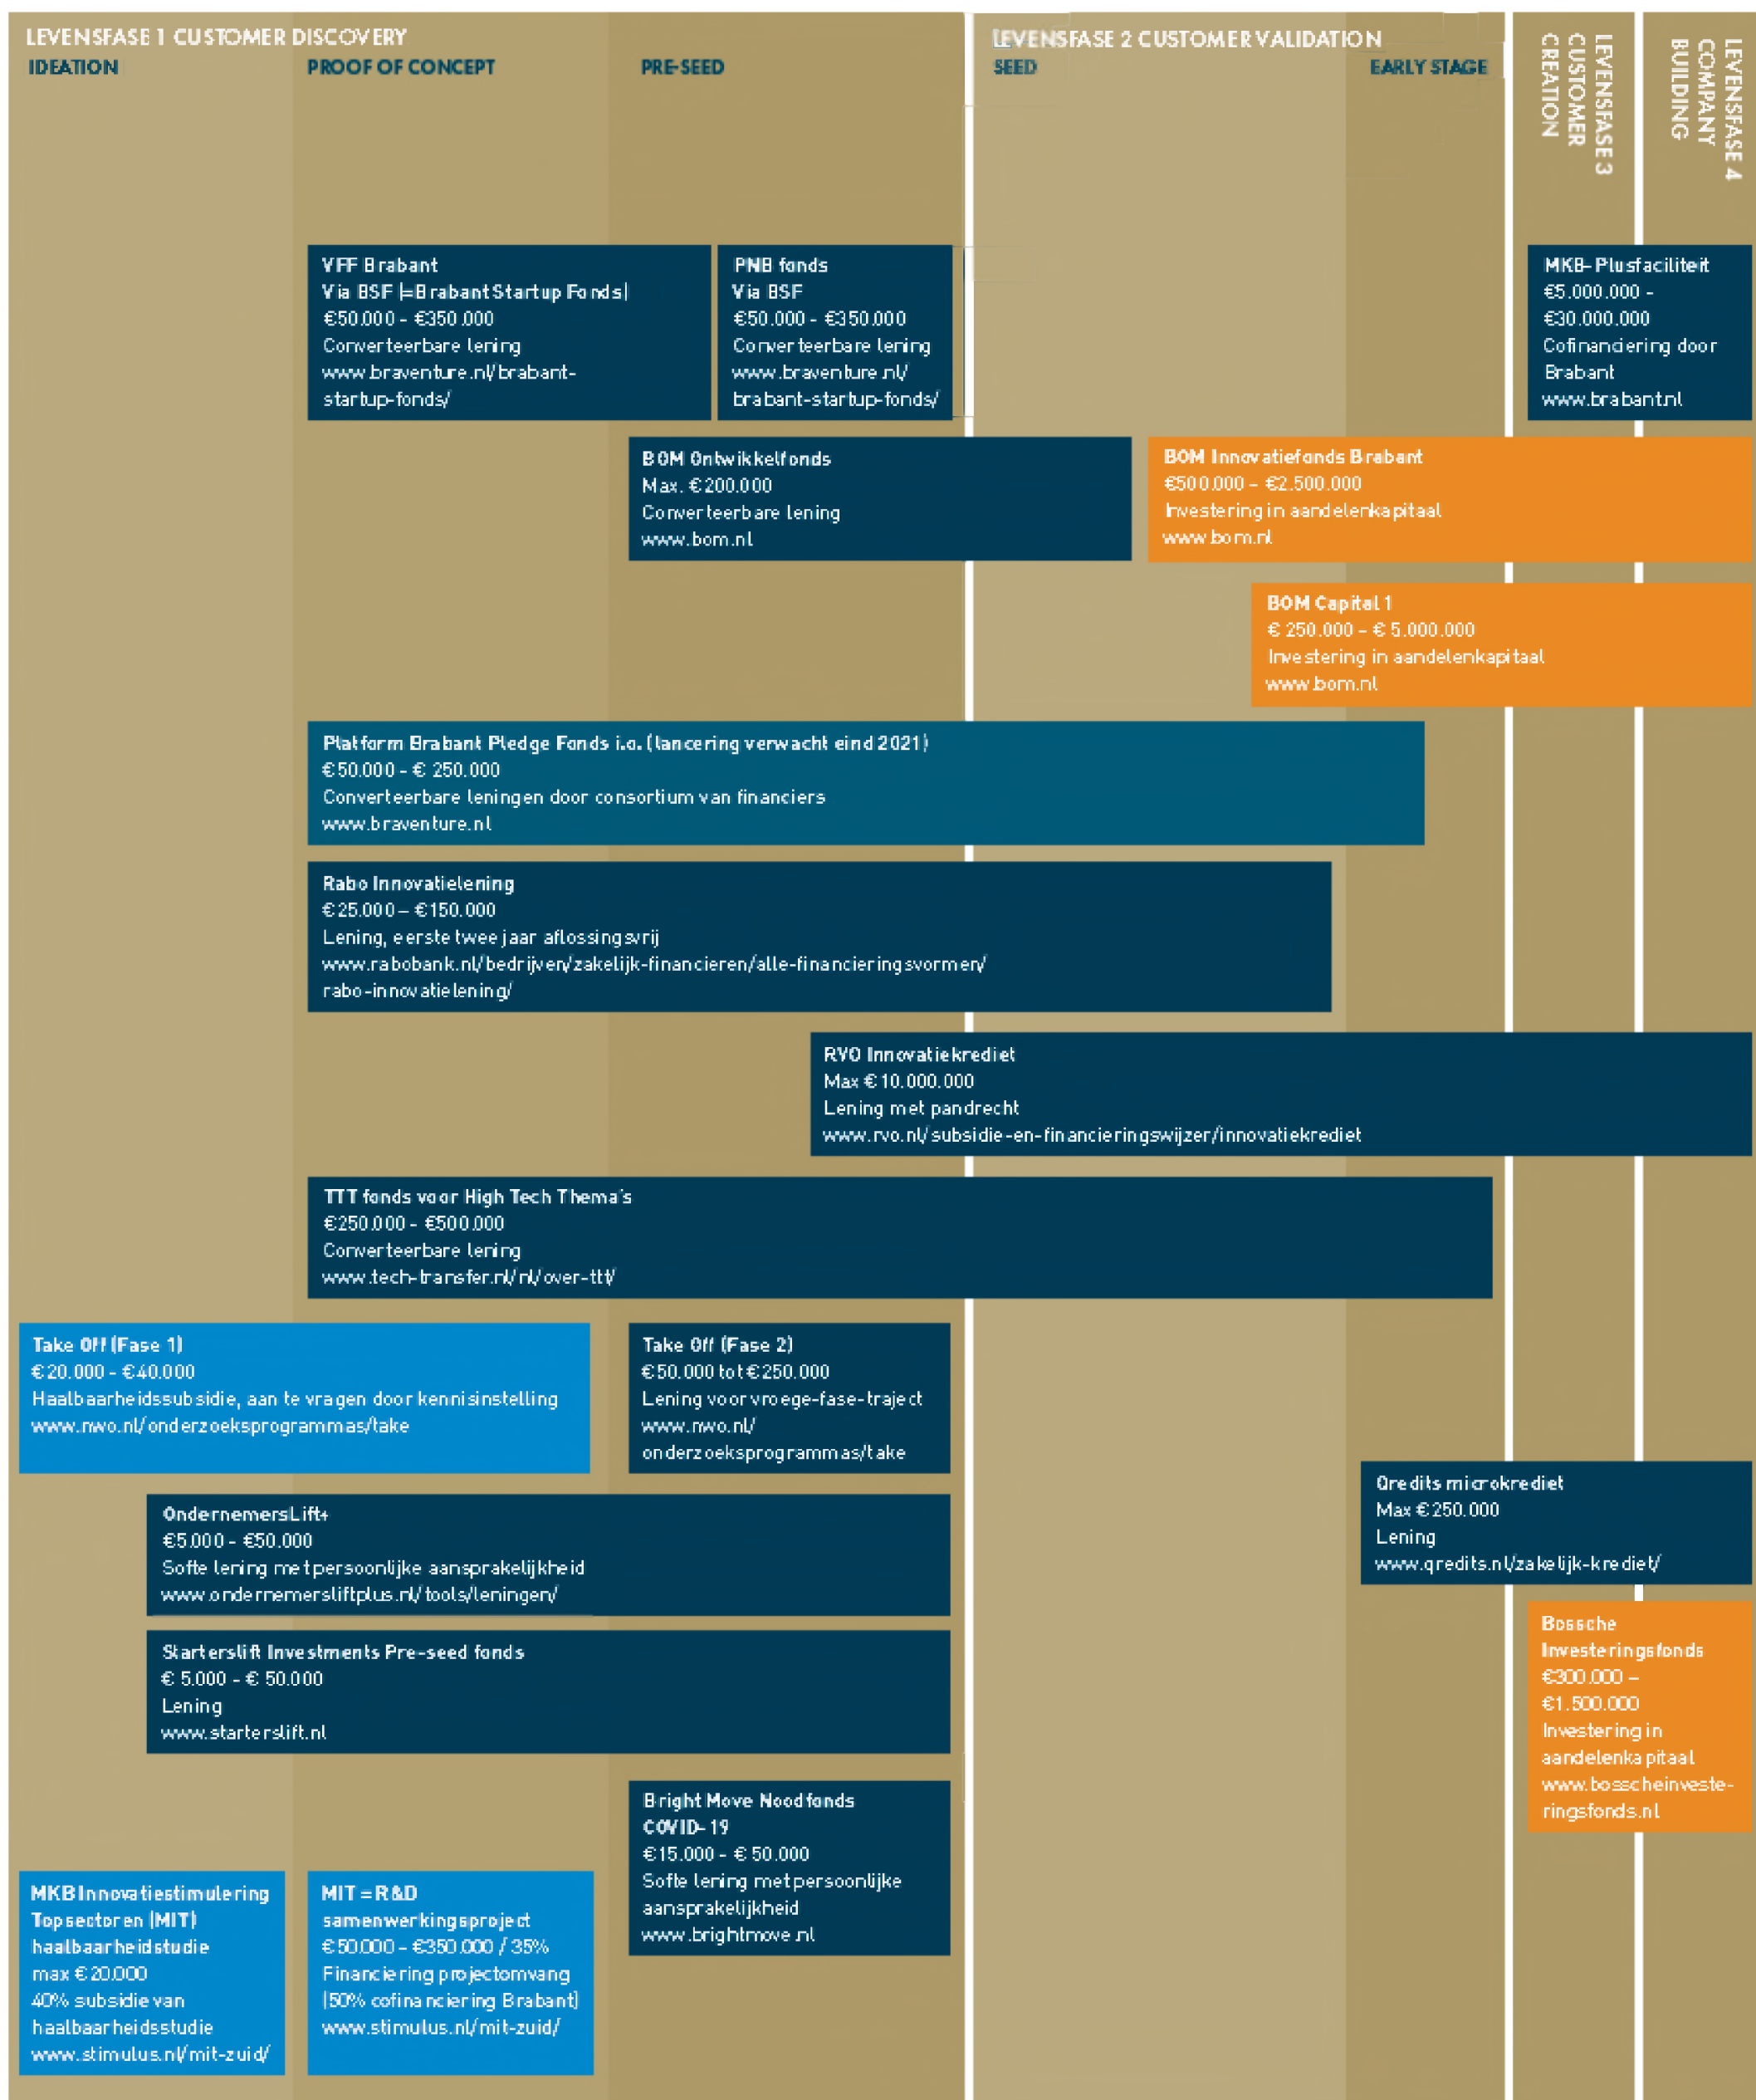 LEVENSFASE 1 CUSTOMER DISCOVERY
IDEATION
PROOF OF CONCEPT
PRE-SEED
LEVENSFASE 2 CUSTOMER VALIDATION
SEED
EARLY STAGE
LEVENSFASE 3
CUSTOMER
CREATION
LEVENSFASE 4
COMPANY
BUILDING
VFF Brabant
Via BSF (=Brabant Startup Fonds)
€50.000 - €350.000
Converteerbare lening
www.braventure.nl/brabant-
startup-fonds/
PNB fonds
Via BSF
€50.000 - €350.000
Converteerbare lening
www.braventure.nl/
brabant-startup-fonds/
MKB-Plusfaciliteit
€5.000.000 -
€30.000.000
Cofinanciering door
Brabant
www.brabant.nl
BOM Ontwikkelfonds
Max. €200.000
Converteerbare lening
www.bom.nl
BOM Innovatiefonds Brabant
€500.000 – €2.500.000
Investering in aandelenkapitaal
www.bom.nl
BOM Capital 1
€ 250.000 – € 5.000.000
Investering in aandelenkapitaal
www.bom.nl
Platform Brabant Pledge Fonds i.o. (lancering verwacht eind 2021)
€50.000 - € 250.000
Converteerbare leningen door consortium van financiers
www.braventure.nl
Rabo Innovatielening
€25.000 – €150.000
Lening, eerste twee jaar aflossingsvrij
www.rabobank.nl/bedrijven/zakelijk-financieren/alle-financieringsvormen/
rabo-innovatielening/
RVO Innovatiekrediet
Max €10.000.000
Lening met pandrecht
www.rvo.nl/subsidie-en-financieringswijzer/innovatiekrediet
TTT fonds voor High Tech Thema's
€250.000 - €500.000
Converteerbare lening
www.tech-transfer.nl/nl/over-ttt/
Take Off (Fase 1)
€20.000 - €40.000
Haalbaarheidssubsidie, aan te vragen door kennisinstelling
www.nwo.nl/onderzoeksprogrammas/take
Take Off (Fase 2)
€50.000 tot €250.000
Lening voor vroege-fase-traject
www.nwo.nl/
onderzoeksprogrammas/take
Qredits microkrediet
Max €250.000
Lening
www.qredits.nl/zakelijk-krediet/
OndernemersLift+
€5.000 - €50.000
Softe lening met persoonlijke aansprakelijkheid
www.ondernemersliftplus.nl/tools/leningen/
Starterslift Investments Pre-seed fonds
€ 5.000 - € 50.000
Lening
www.starterslift.nl
Bossche
Investeringsfonds
€300.000 –
€1.500.000
Investering in
aandelenkapitaal
www.bosscheinveste-
ringsfonds.nl
Bright Move Noodfonds
COVID-19
€15.000 - € 50.000
Softe lening met persoonlijke
aansprakelijkheid
www.brightmove.nl
MKB Innovatiestimulering
Topsectoren (MIT)
haalbaarheidstudie
max €20.000
40% subsidie van
haalbaarheidsstudie
www.stimulus.nl/mit-zuid/
MIT = R&D
samenwerkingsproject
€50.000 – €350.000 / 35%
Financiering projectomvang
(50% cofinanciering Brabant)
www.stimulus.nl/mit-zuid/